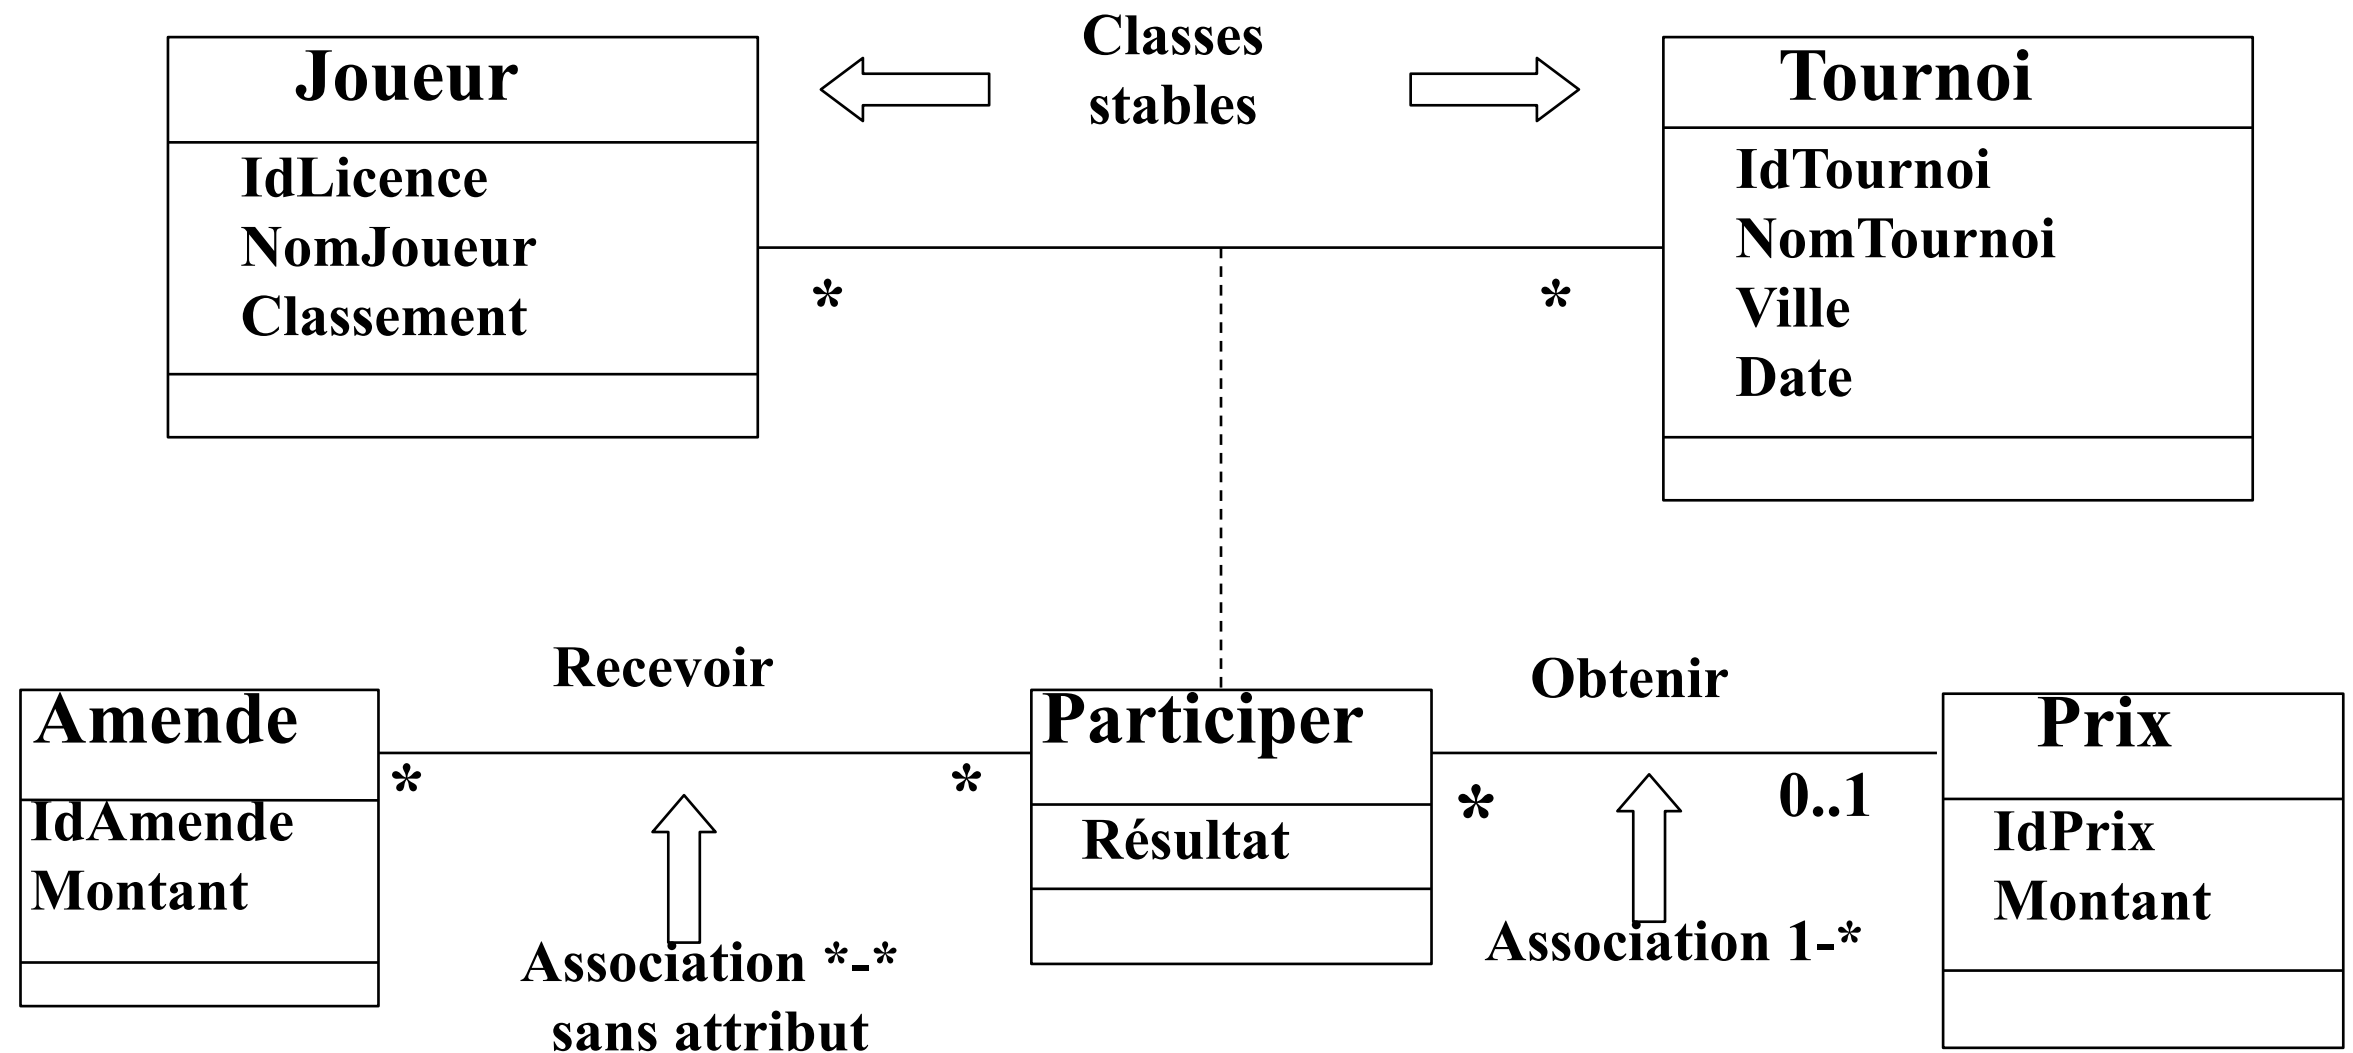 Classes
stables
Joueur
IdLicence
NomJoueur
Classement
*
*
Tournoi
IdTournoi
NomTournoi
Ville
Date
Amende
IdAmende
Montant
Recevoir
*
*
Association *-*
sans attribut
Participer
Résultat
Obtenir
*
0..1
Association 1-*
Prix
IdPrix
Montant